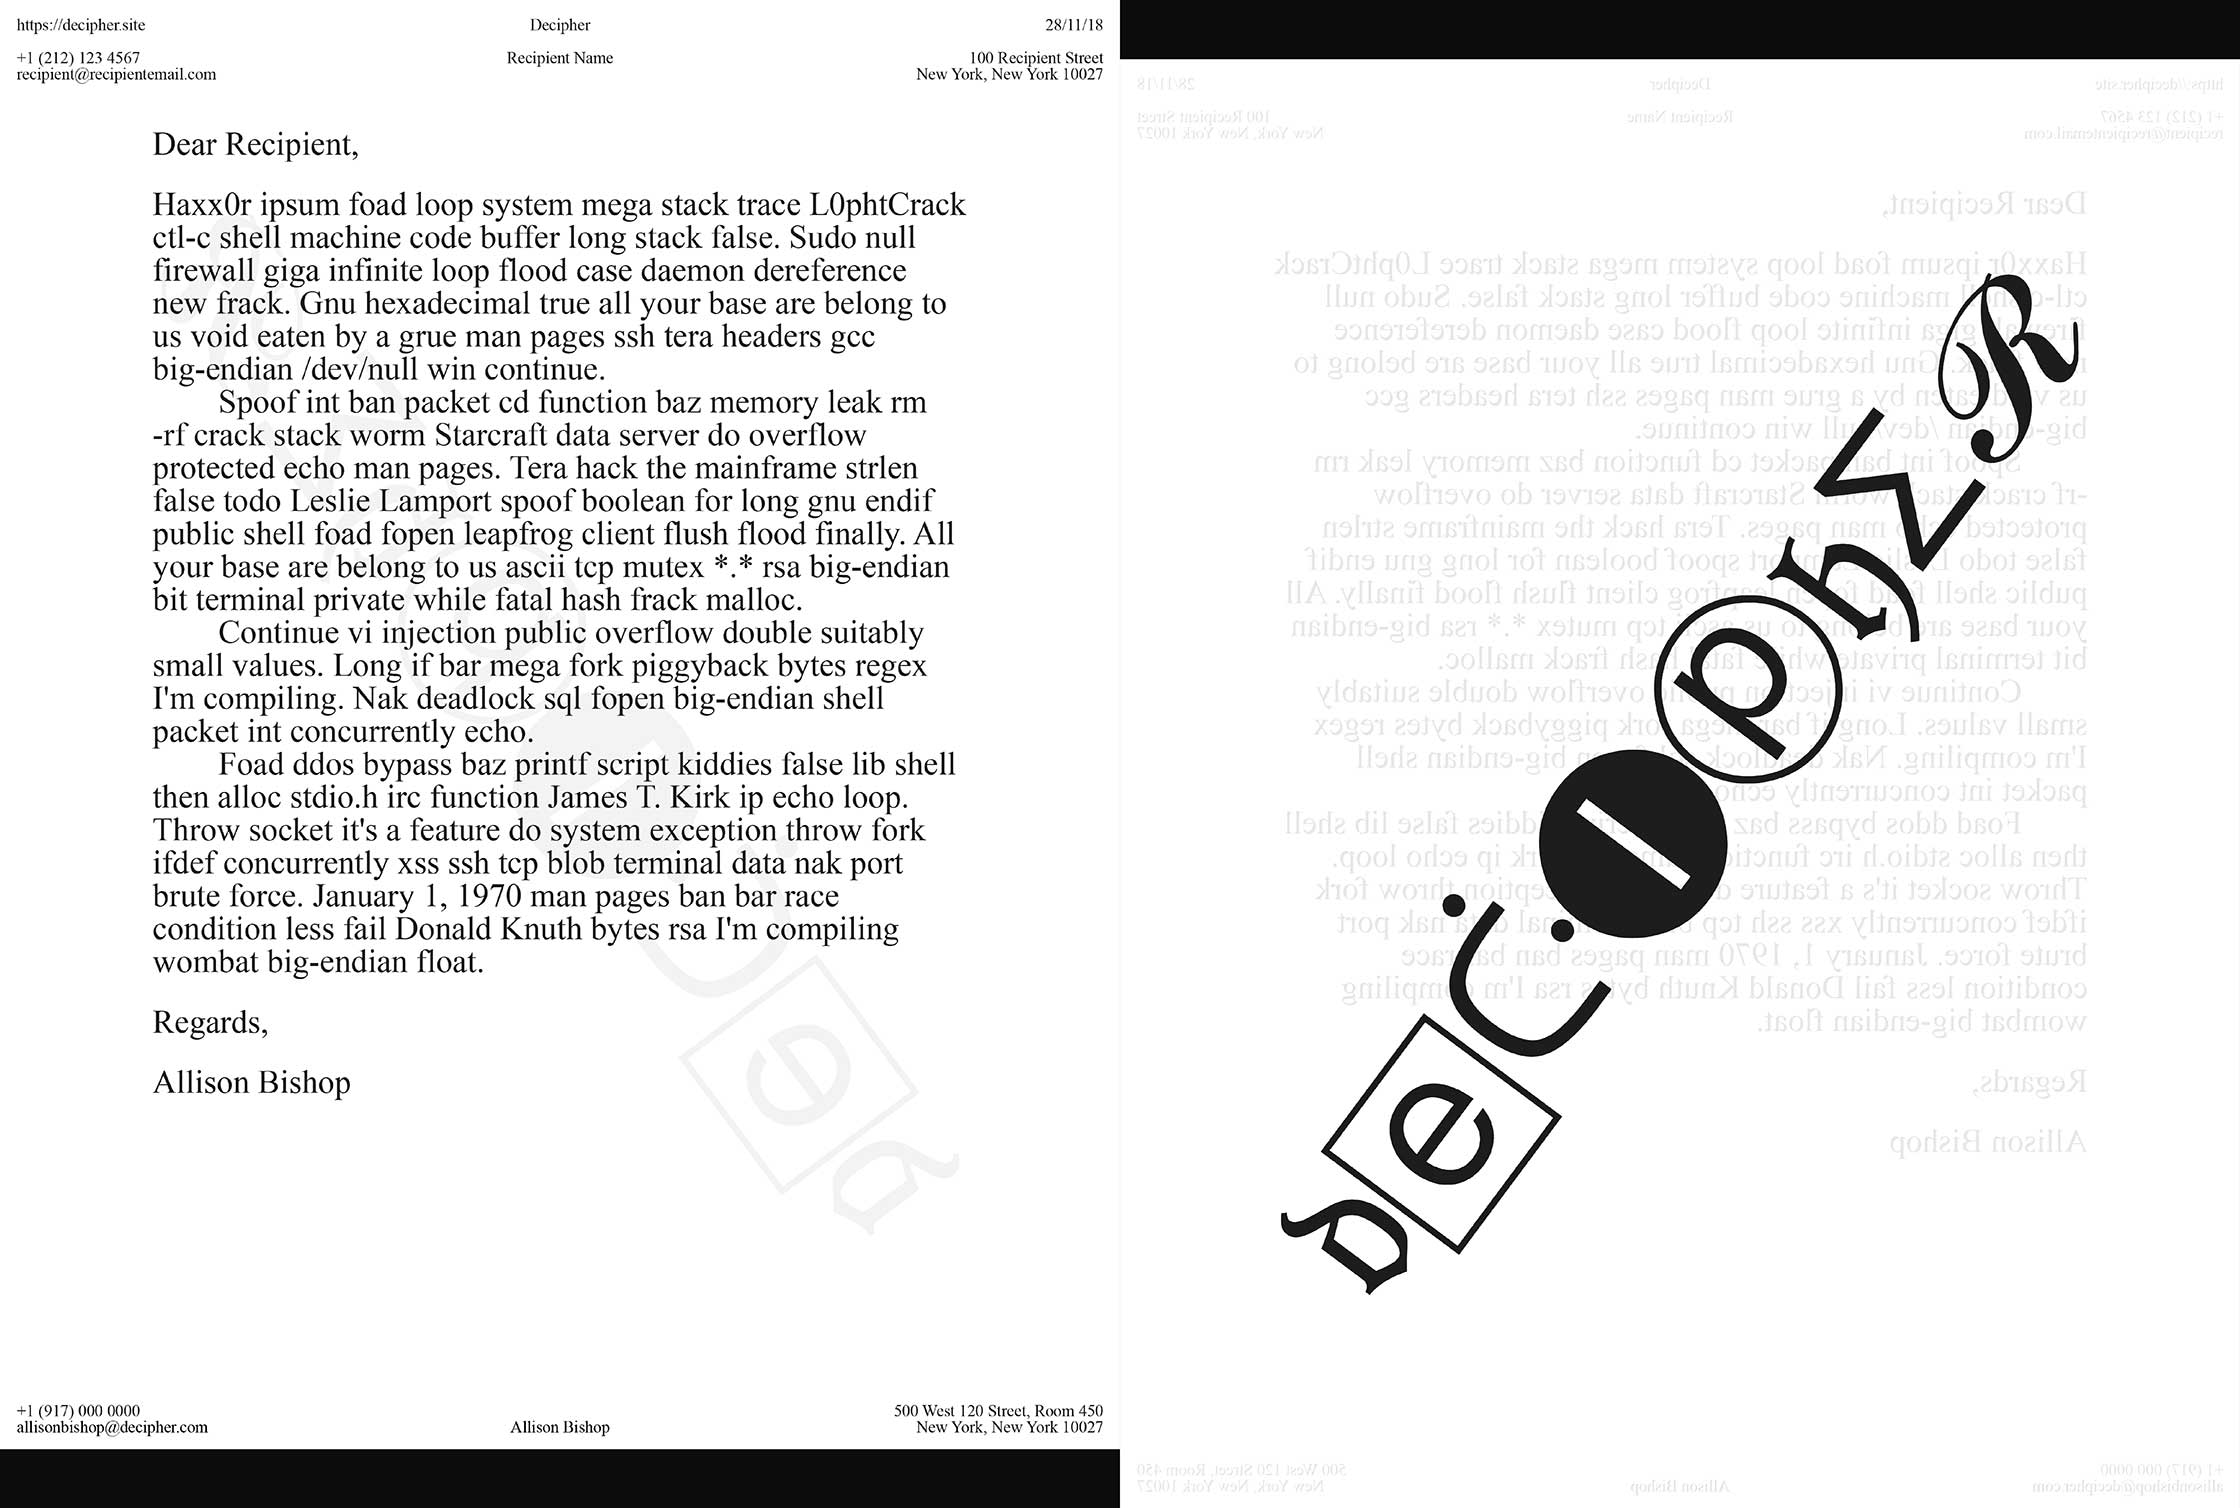 https://decipher.site
Decipher
28/11/18
+1 (212) 123 4567
recipient@recipientemail.com
Recipient Name
100 Recipient Street
New York, New York 10027
Dear Recipient,
Haxx0r ipsum foad loop system mega stack trace L0phtCrack
ctl-c shell machine code buffer long stack false. Sudo null
firewall giga infinite loop flood case daemon dereference
new frack. Gnu hexadecimal true all your base are belong to
us void eaten by a grue man pages ssh tera headers gcc
big-endian /dev/null win continue.
Spoof int ban packet cd function baz memory leak rm
-rf crack stack worm Starcraft data server do overflow
protected echo man pages. Tera hack the mainframe strlen
false todo Leslie Lamport spoof boolean for long gnu endif
public shell foad fopen leapfrog client flush flood finally. All
your base are belong to us ascii tcp mutex *.* rsa big-endian
bit terminal private while fatal hash frack malloc.
Continue vi injection public overflow double suitably
small values. Long if bar mega fork piggyback bytes regex
I'm compiling. Nak deadlock sql fopen big-endian shell
packet int concurrently echo.
Foad ddos bypass baz printf script kiddies false lib shell
then alloc stdio.h irc function James T. Kirk ip echo loop.
Throw socket it's a feature do system exception throw fork
ifdef concurrently xss ssh tcp blob terminal data nak port
brute force. January 1, 1970 man pages ban bar race
condition less fail Donald Knuth bytes rsa I'm compiling
wombat big-endian float.
Regards,
Allison Bishop
+1 (917) 000 0000
allisonbishop@decipher.com
Allison Bishop
500 West 120 Street, Room 450
New York, New York 10027
𝔡eC̈IⓟɧΣℛ